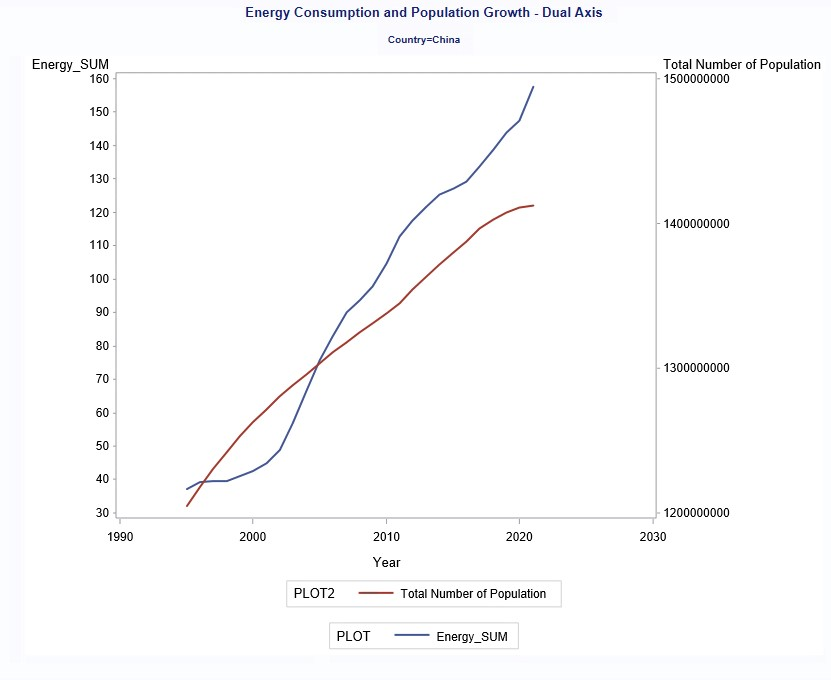 Energy Consumption and Population Growth - Dual Axis
Country=China
Energy_SUM
Total Number of Population
160
1500000000
150
140
130
120
1400000000
110
100
90
80
1300000000
70
60
50
40
30
1200000000
1990 2000 2010 2020 2030
Year
PLOT2 Total Number of Population
PLOT Energy_SUM